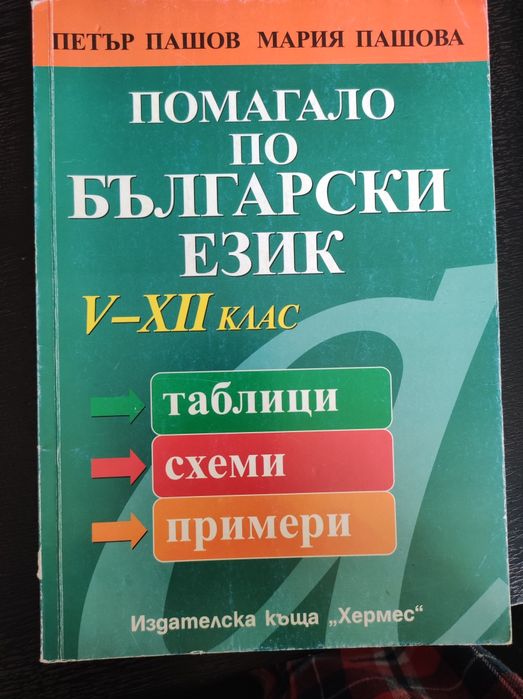 ПЕТЪР ПАШОВ МАРИЯ ПАШОВА
ПОМАГАЛО
ПО
БЪЛГАРСКИ
ЕЗИК
V–XII КЛАС
таблици
схеми
примери
Издателска къща „Хермес“